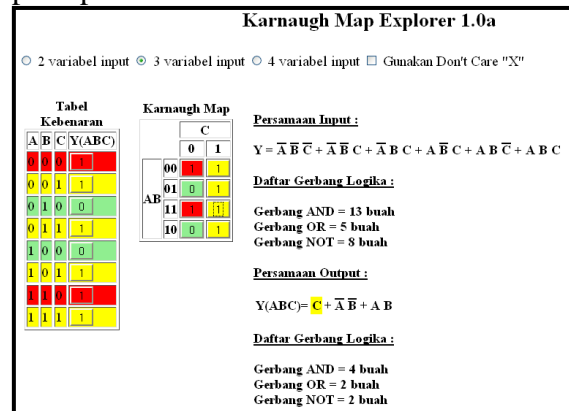 Karnaugh Map Explorer 1.0a
2 variabel input 3 variabel input 4 variabel input Gunakan Don't Care "X"
Tabel
Kebenaran
A B C Y(ABC)
0 0 0 1
0 0 1 1
0 1 0 0
0 1 1 1
1 0 0 0
1 0 1 1
1 1 0 1
1 1 1 1
Karnaugh Map
C
0 1
AB
00 1 1
01 0 1
11 1 1
10 0 1
Persamaan Input :
Y = A̅ B̅ C̅ + A̅ B̅ C + A̅ B C + A B̅ C + A B C̅ + A B C
Daftar Gerbang Logika :
Gerbang AND = 13 buah
Gerbang OR = 5 buah
Gerbang NOT = 8 buah
Persamaan Output :
Y(ABC)= C + A̅ B̅ + A B
Daftar Gerbang Logika :
Gerbang AND = 4 buah
Gerbang OR = 2 buah
Gerbang NOT = 2 buah